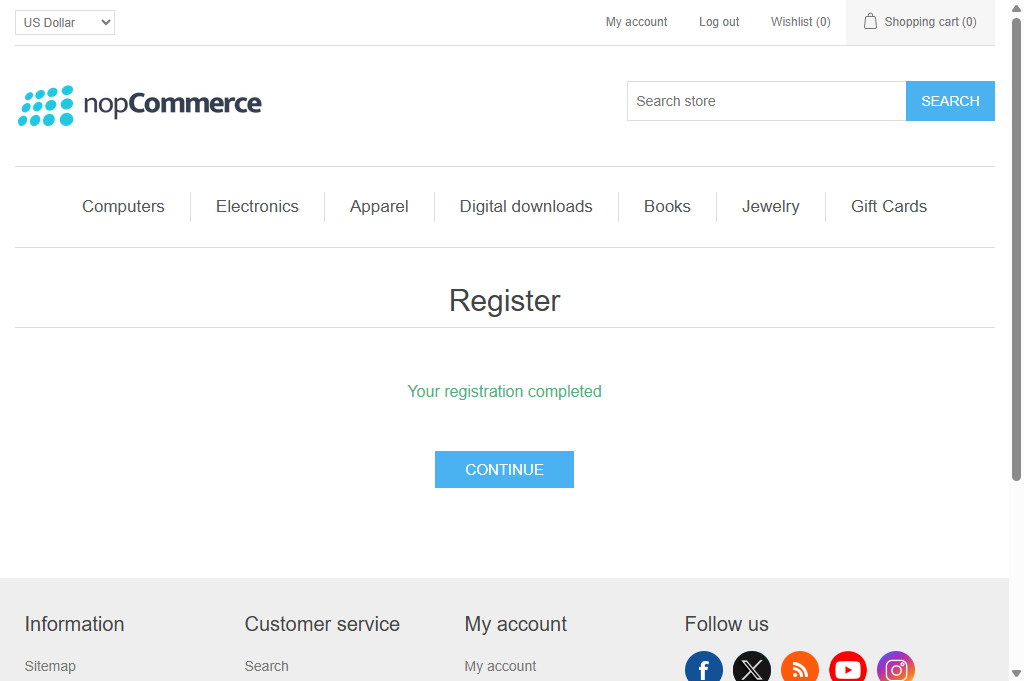 US Dollar
My account
Log out
Wishlist (0)
Shopping cart (0)
nopCommerce
Search store
SEARCH
Computers
Electronics
Apparel
Digital downloads
Books
Jewelry
Gift Cards
Register
Your registration completed
CONTINUE
Information
Customer service
My account
Follow us
Sitemap
Search
My account